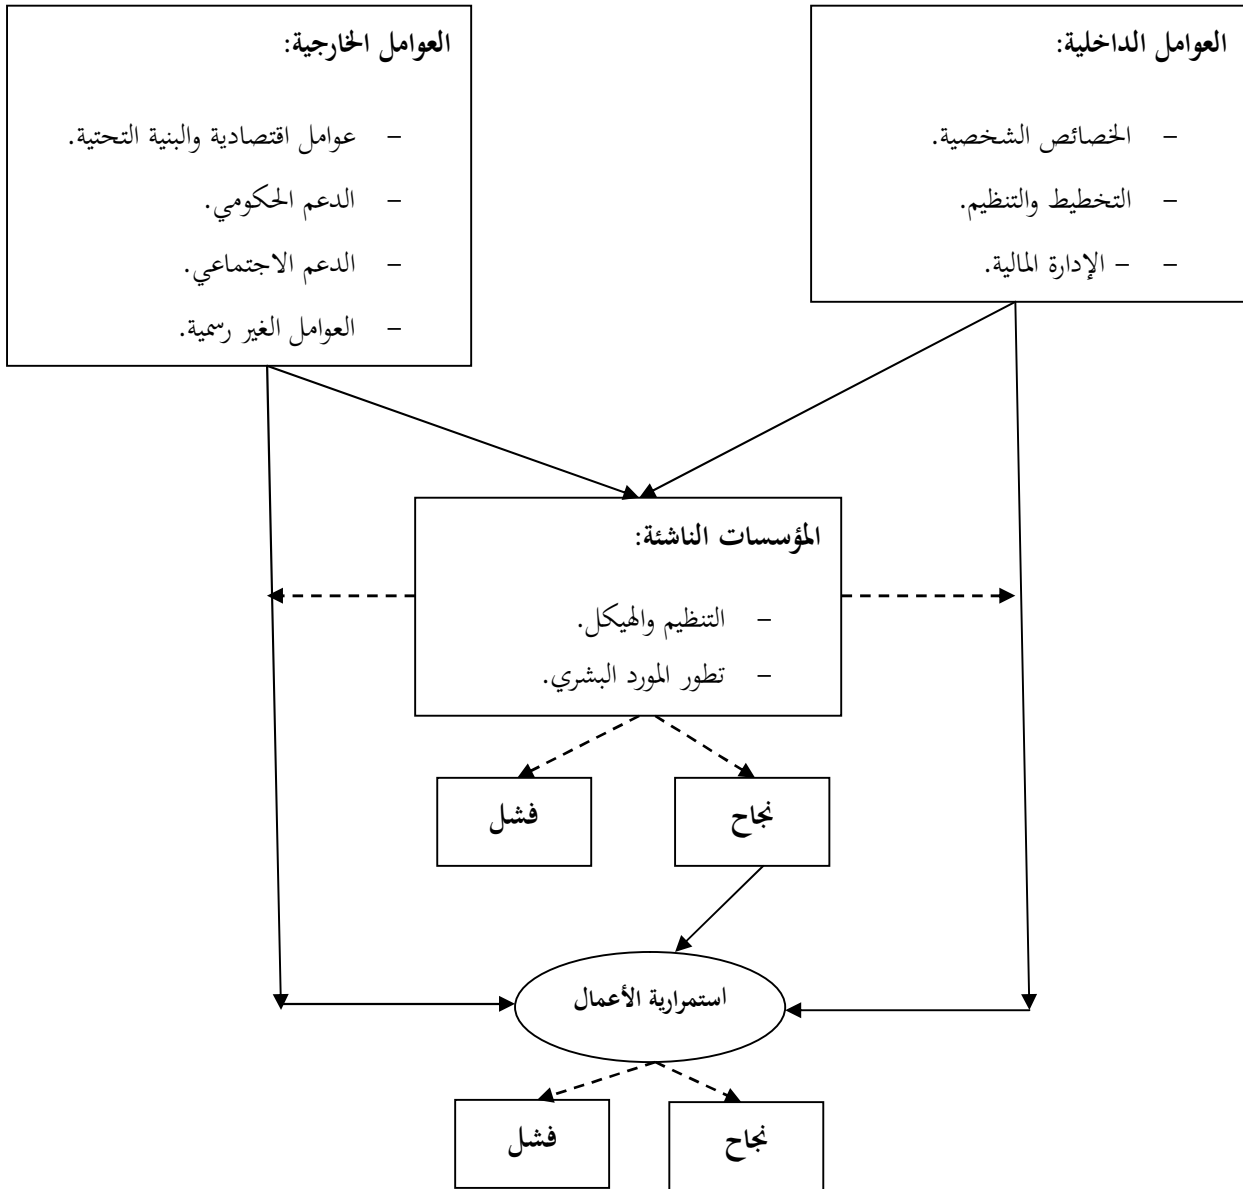 العوامل الداخلية:
– الخصائص الشخصية.
– التخطيط والتنظيم.
– – الإدارة المالية.
العوامل الخارجية:
– عوامل اقتصادية والبنية التحتية.
– الدعم الحكومي.
– الدعم الاجتماعي.
– العوامل الغير رسمية.
المؤسسات الناشئة:
– التنظيم والهيكل.
– تطور المورد البشري.
نجاح
فشل
استمرارية الأعمال
نجاح
فشل